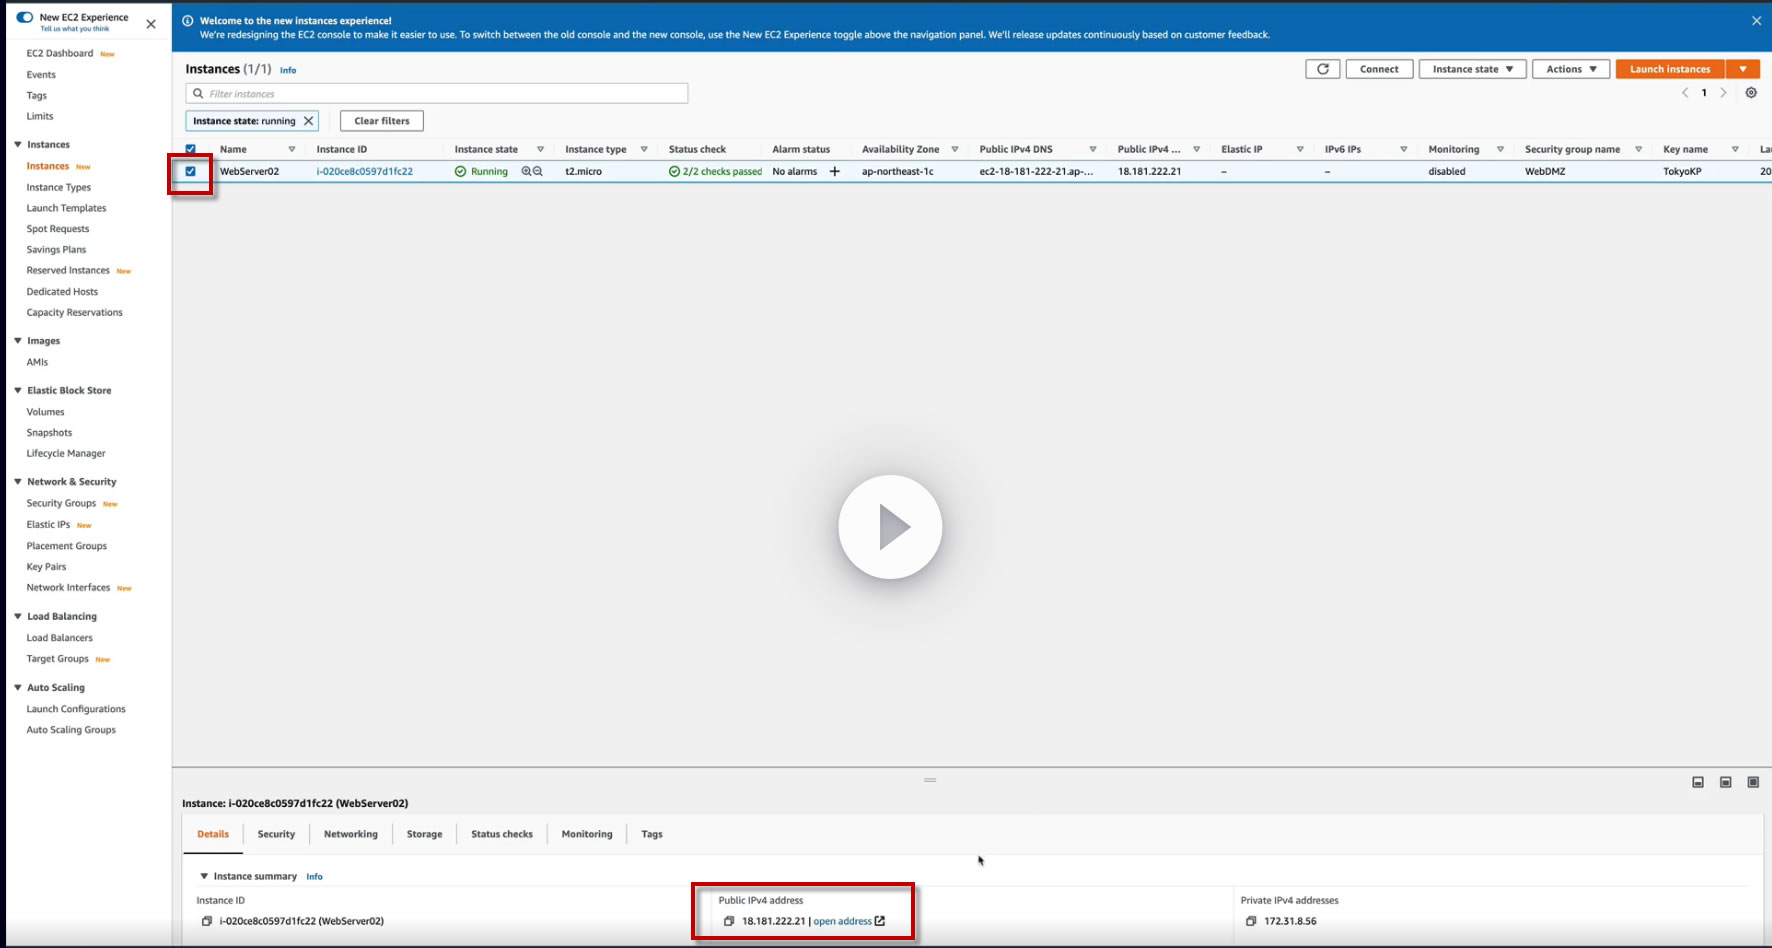 New EC2 Experience
Tell us what you think
EC2 Dashboard New
Events
Tags
Limits
Instances
Instances New
Instance Types
Launch Templates
Spot Requests
Savings Plans
Reserved Instances New
Dedicated Hosts
Capacity Reservations
Images
AMIs
Elastic Block Store
Volumes
Snapshots
Lifecycle Manager
Network & Security
Security Groups New
Elastic IPs New
Placement Groups
Key Pairs
Network Interfaces New
Load Balancing
Load Balancers
Target Groups New
Auto Scaling
Launch Configurations
Auto Scaling Groups
Welcome to the new instances experience!
We're redesigning the EC2 console to make it easier to use. To switch between the old console and the new console, use the New EC2 Experience toggle above the navigation panel. We'll release updates continuously based on customer feedback.
Instances (1/1) Info
Connect Instance state Actions Launch instances
Filter instances
1
Instance state: running Clear filters
Name Instance ID Instance state Instance type Status check Alarm status Availability Zone Public IPv4 DNS Public IPv4 ... Elastic IP IPv6 IPs Monitoring Security group name Key name La
WebServer02 i-020ce8c0597d1fc22 Running t2.micro 2/2 checks passed No alarms + ap-northeast-1c ec2-18-181-222-21.ap-... 18.181.222.21 – – disabled WebDMZ TokyoKP 20
Instance: i-020ce8c0597d1fc22 (WebServer02)
Details Security Networking Storage Status checks Monitoring Tags
Instance summary Info
Instance ID Public IPv4 address Private IPv4 addresses
i-020ce8c0597d1fc22 (WebServer02) 18.181.222.21 | open address 172.31.8.56